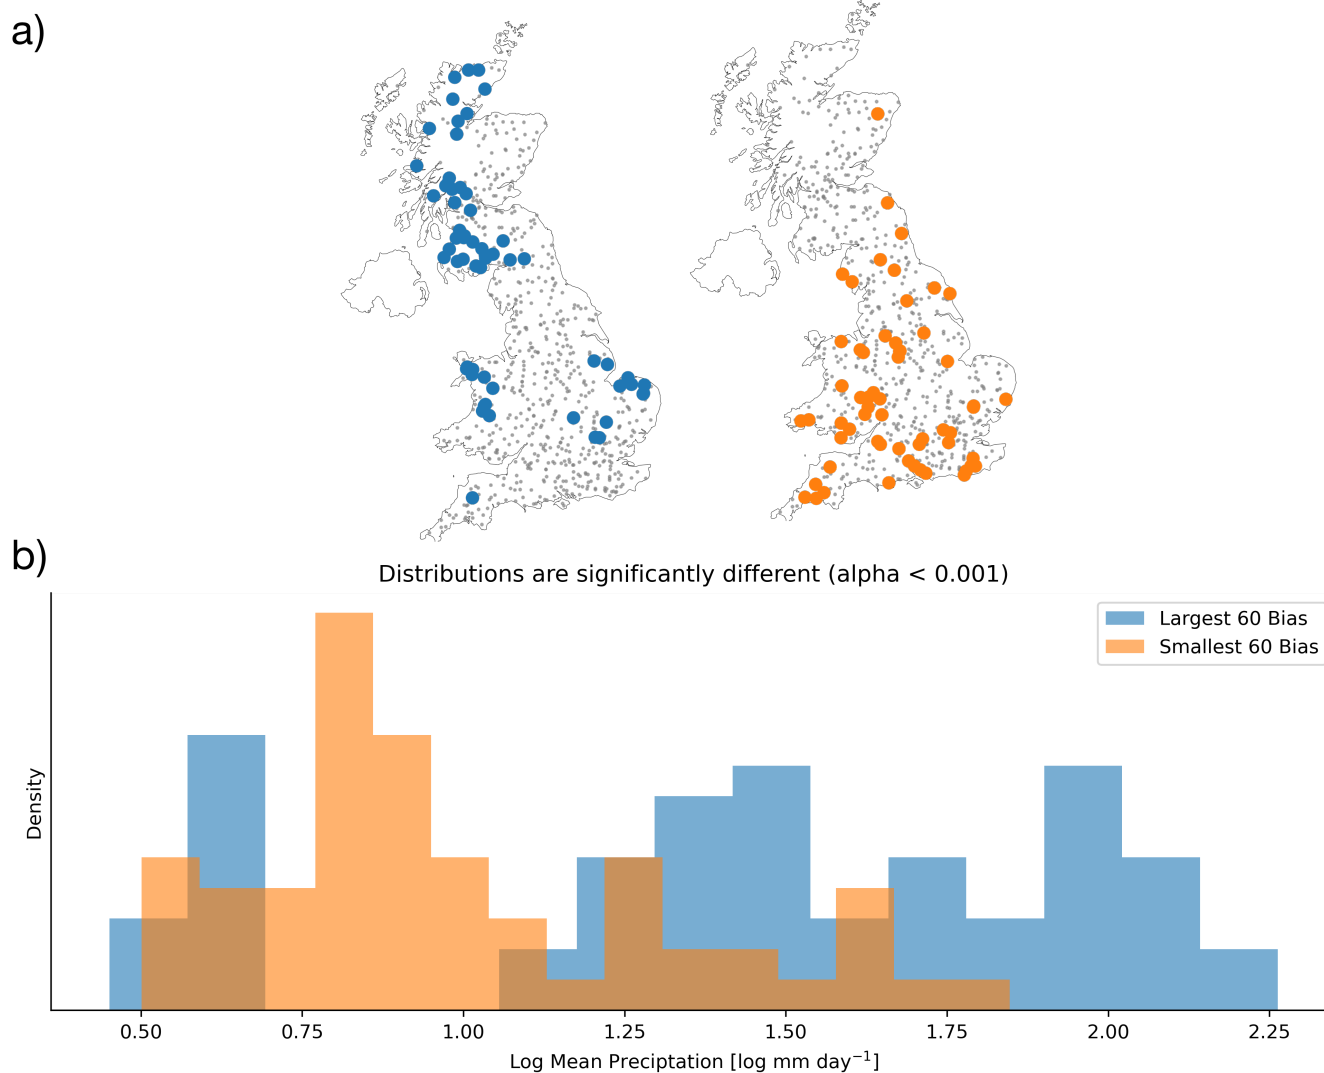 a)
b)
Distributions are significantly different (alpha < 0.001)
Largest 60 Bias
Smallest 60 Bias
Density
0.50 0.75 1.00 1.25 1.50 1.75 2.00 2.25
Log Mean Preciptation [log mm day⁻¹]